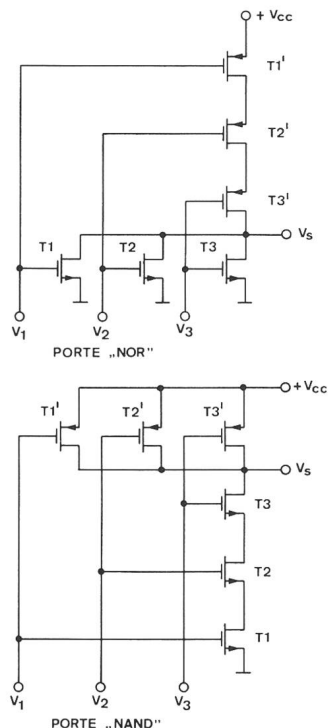 + Vcc
T1'
T2'
T3'
Vs
T1 T2 T3
V1 V2 V3
PORTE „NOR”
+Vcc
T1' T2' T3'
Vs
T3
T2
T1
V1 V2 V3
PORTE „NAND”